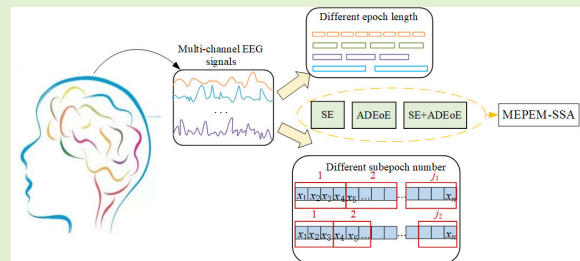 Different epoch length
Multi-channel EEG
signals
...
SE
ADEoE
SE+ADEoE
MEPEM-SSA
Different subepoch number
1 2 j₁
x₁ x₂ x₃ x₄ x₅ ... ... xₙ
1 2 j₂
x₁ x₂ x₃ x₄ x₅ ... ... xₙ